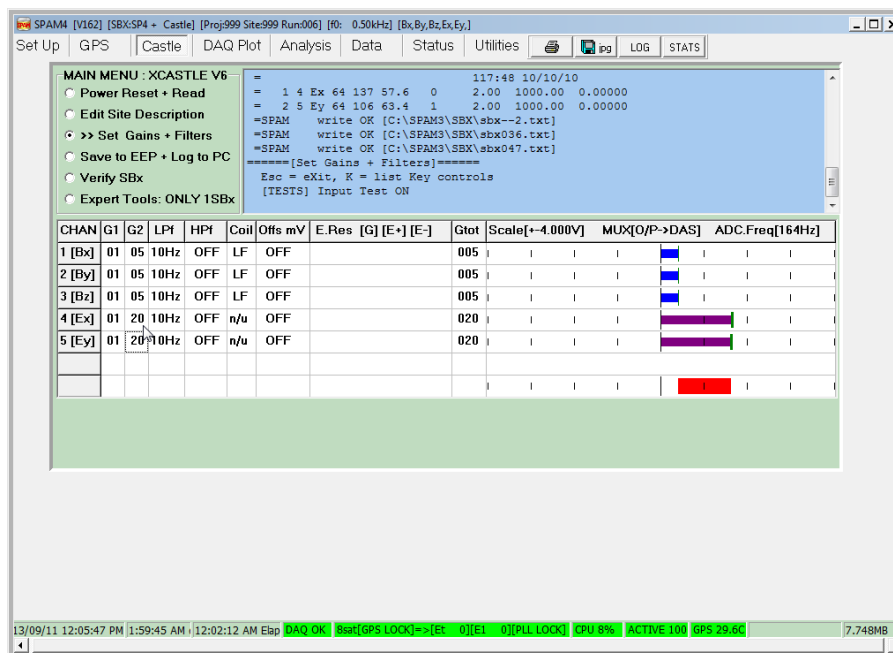 SPAM4 [V162] [SBX:SP4 + Castle] [Proj:999 Site:999 Run:006] [f0: 0.50kHz] [Bx,By,Bz,Ex,Ey,]
Set Up GPS Castle DAQ Plot Analysis Data Status Utilities jpg LOG STATS
MAIN MENU : XCASTLE V6
Power Reset + Read
Edit Site Description
>> Set Gains + Filters
Save to EEP + Log to PC
Verify SBx
Expert Tools: ONLY 1SBx
= 117:48 10/10/10
= 1 4 Ex 64 137 57.6 0 2.00 1000.00 0.00000
= 2 5 Ey 64 106 63.4 1 2.00 1000.00 0.00000
=SPAM write OK [C:\SPAM3\SBX\sbx--2.txt]
=SPAM write OK [C:\SPAM3\SBX\sbx036.txt]
=SPAM write OK [C:\SPAM3\SBX\sbx047.txt]
======[Set Gains + Filters]======
Esc = eXit, K = list Key controls
[TESTS] Input Test ON
CHAN G1 G2 LPf HPf Coil Offs mV E.Res [G] [E+] [E-] Gtot Scale[+-4.000V] MUX[O/P->DAS] ADC.Freq[164Hz]
1 [Bx] 01 05 10Hz OFF LF OFF 005
2 [By] 01 05 10Hz OFF LF OFF 005
3 [Bz] 01 05 10Hz OFF LF OFF 005
4 [Ex] 01 20 10Hz OFF n/u OFF 020
5 [Ey] 01 20 10Hz OFF n/u OFF 020
13/09/11 12:05:47 PM 1:59:45 AM 12:02:12 AM Elap DAQ OK 8sat[GPS LOCK]=>[Et 0][E1 0][PLL LOCK] CPU 8% ACTIVE 100 GPS 29.6C 7.748MB